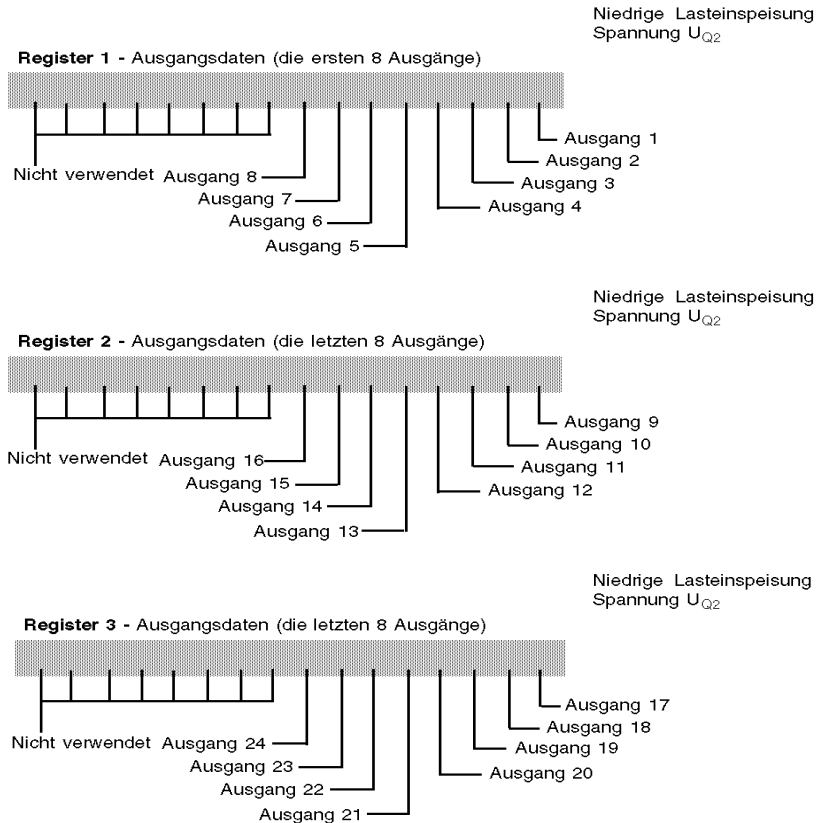 Niedrige Lasteinspeisung
Spannung UQ2
Register 1 - Ausgangsdaten (die ersten 8 Ausgänge)
Ausgang 1
Ausgang 2
Nicht verwendet Ausgang 8
Ausgang 3
Ausgang 7
Ausgang 4
Ausgang 6
Ausgang 5
Niedrige Lasteinspeisung
Spannung UQ2
Register 2 - Ausgangsdaten (die letzten 8 Ausgänge)
Ausgang 9
Ausgang 10
Nicht verwendet Ausgang 16
Ausgang 11
Ausgang 15
Ausgang 12
Ausgang 14
Ausgang 13
Niedrige Lasteinspeisung
Spannung UQ2
Register 3 - Ausgangsdaten (die letzten 8 Ausgänge)
Ausgang 17
Ausgang 18
Nicht verwendet Ausgang 24
Ausgang 19
Ausgang 23
Ausgang 20
Ausgang 22
Ausgang 21